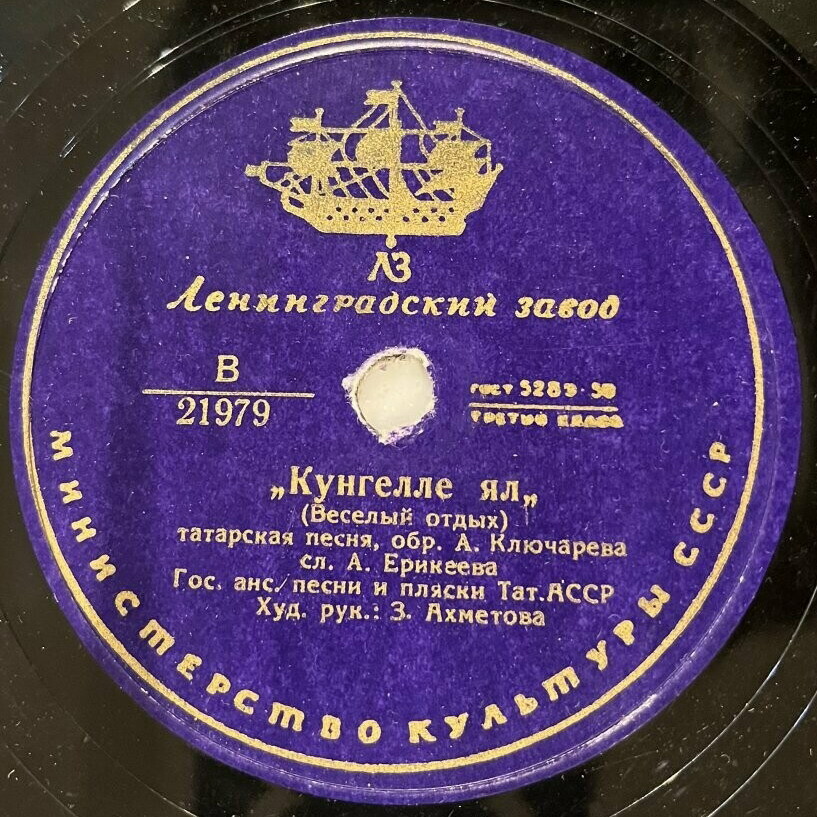 ЛЗ
Ленинградский завод
В
21979
ГОСТ 5289-50
третий класс
„Кунгелле ял„
(Веселый отдых)
татарская песня, обр. А. Ключарева
сл. А. Ерикеева
Гос. анс. песни и пляски Тат.АССР
Худ. рук.: З. Ахметова
МИНИСТЕРСТВО КУЛЬТУРЫ СССР